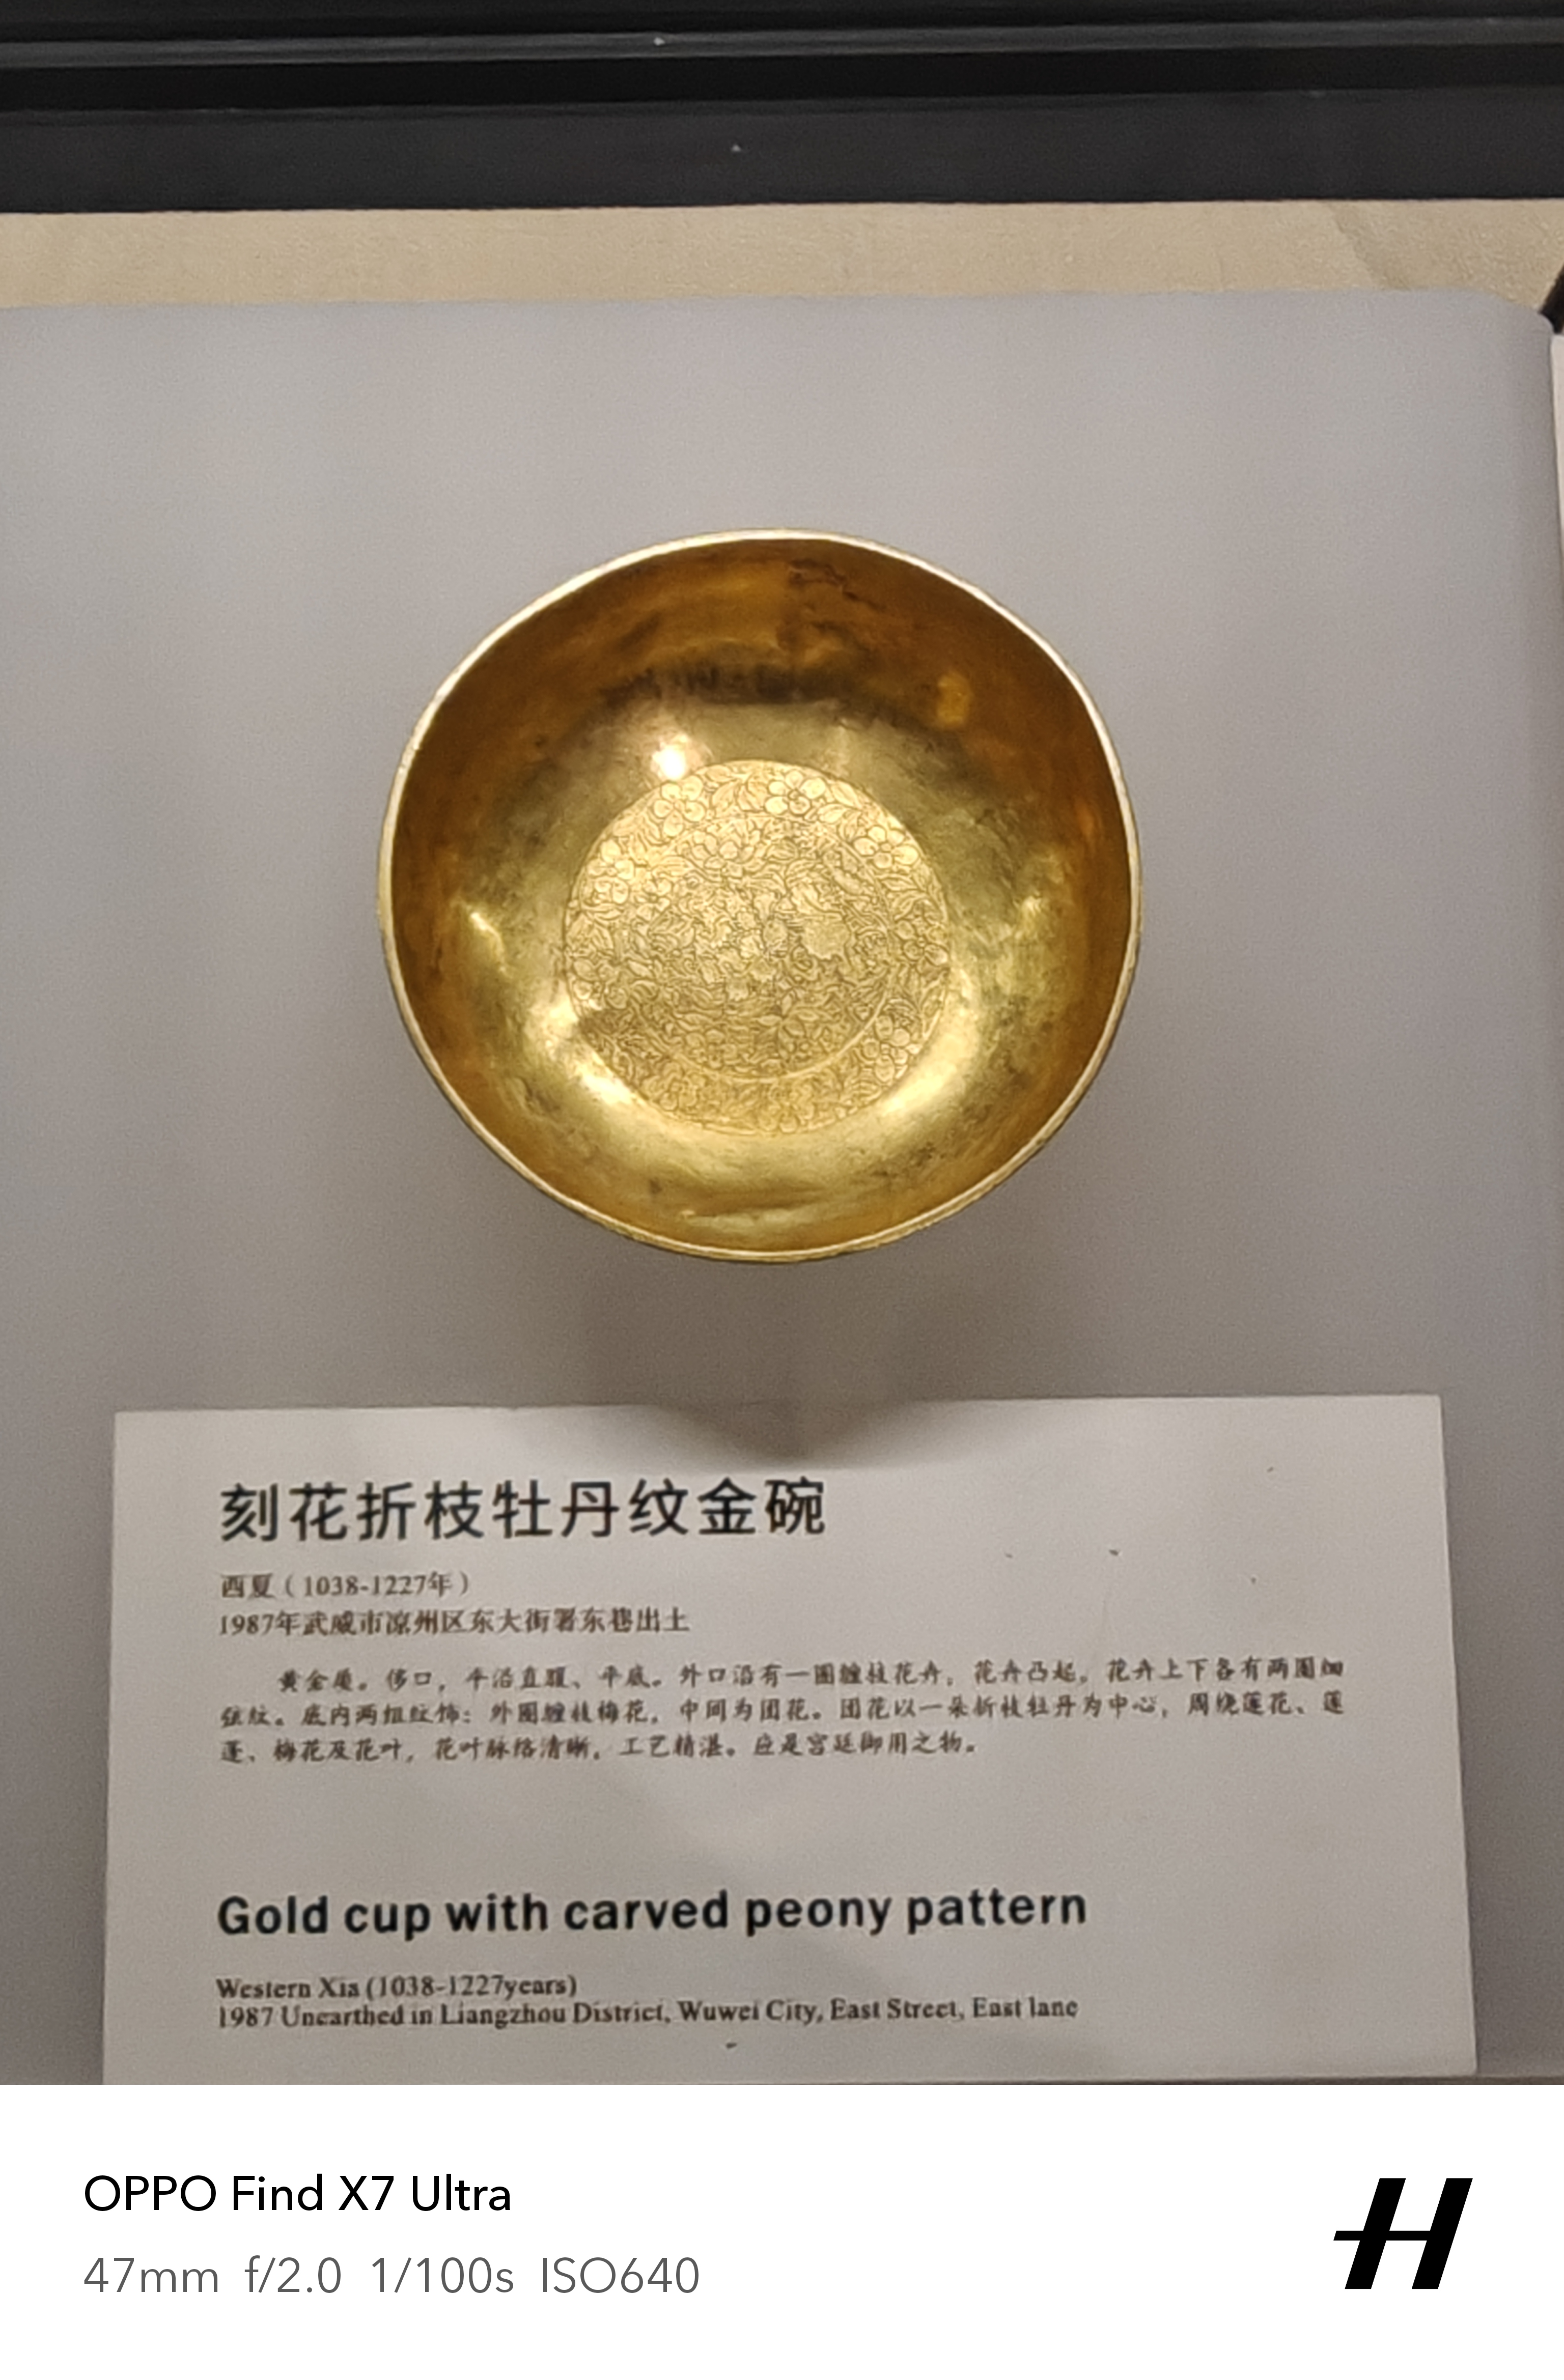 刻花折枝牡丹纹金碗
西夏（1038-1227年）
1987年武威市凉州区东大街署东巷出土
黄金质。侈口，平沿直腹、平底。外口沿有一圈缠枝花卉，花卉凸起，花卉上下各有两圈细
弦纹。底内两组纹饰：外圈缠枝梅花，中间为团花。团花以一朵折枝牡丹为中心，周绕莲花、莲
蓬、梅花及花叶，花叶脉络清晰，工艺精湛。应是宫廷御用之物。
Gold cup with carved peony pattern
Western Xia (1038-1227years)
1987 Unearthed in Liangzhou District, Wuwei City, East Street, East lane
OPPO Find X7 Ultra
47mm f/2.0 1/100s ISO640
H